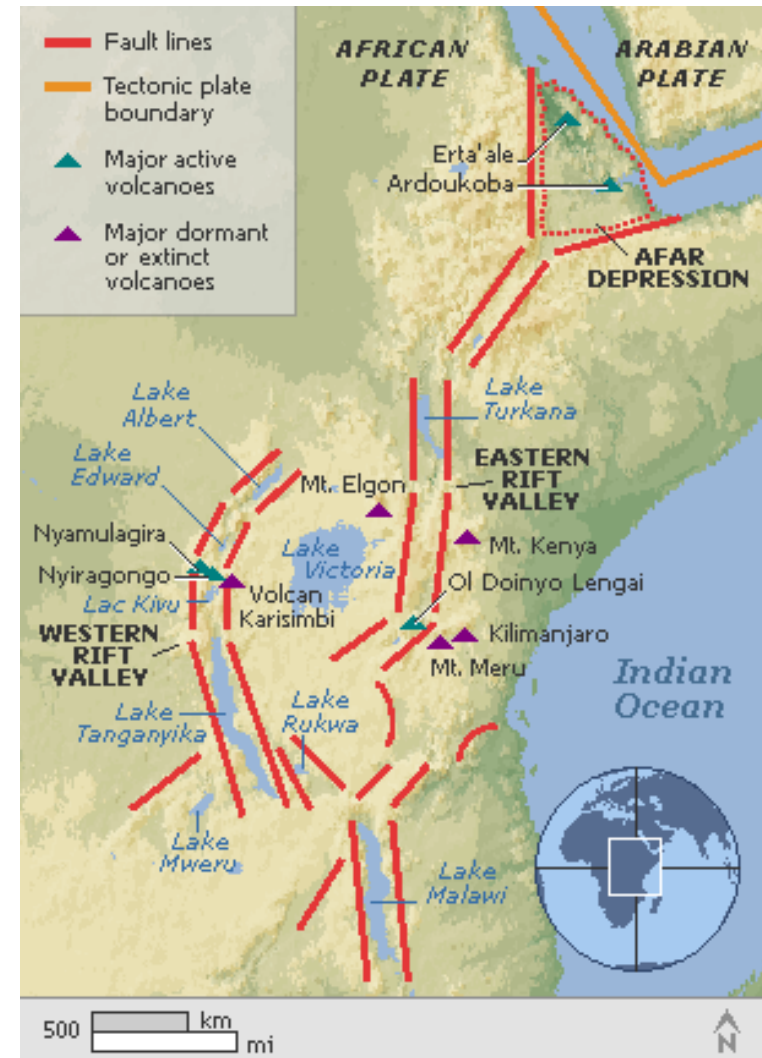 Fault lines
Tectonic plate
boundary
Major active
volcanoes
Major dormant
or extinct
volcanoes
AFRICAN
PLATE
ARABIAN
PLATE
Erta'ale
Ardoukoba
AFAR
DEPRESSION
Lake
Albert
Lake
Turkana
Lake
Edward
Mt. Elgon
EASTERN
RIFT
VALLEY
Nyamulagira
Lake
Victoria
Mt. Kenya
Nyiragongo
Ol Doinyo Lengai
Lac Kivu
Volcan
Karisimbi
WESTERN
RIFT
VALLEY
Kilimanjaro
Mt. Meru
Indian
Ocean
Lake
Tanganyika
Lake
Rukwa
Lake
Mweru
Lake
Malawi
500
km
mi
N